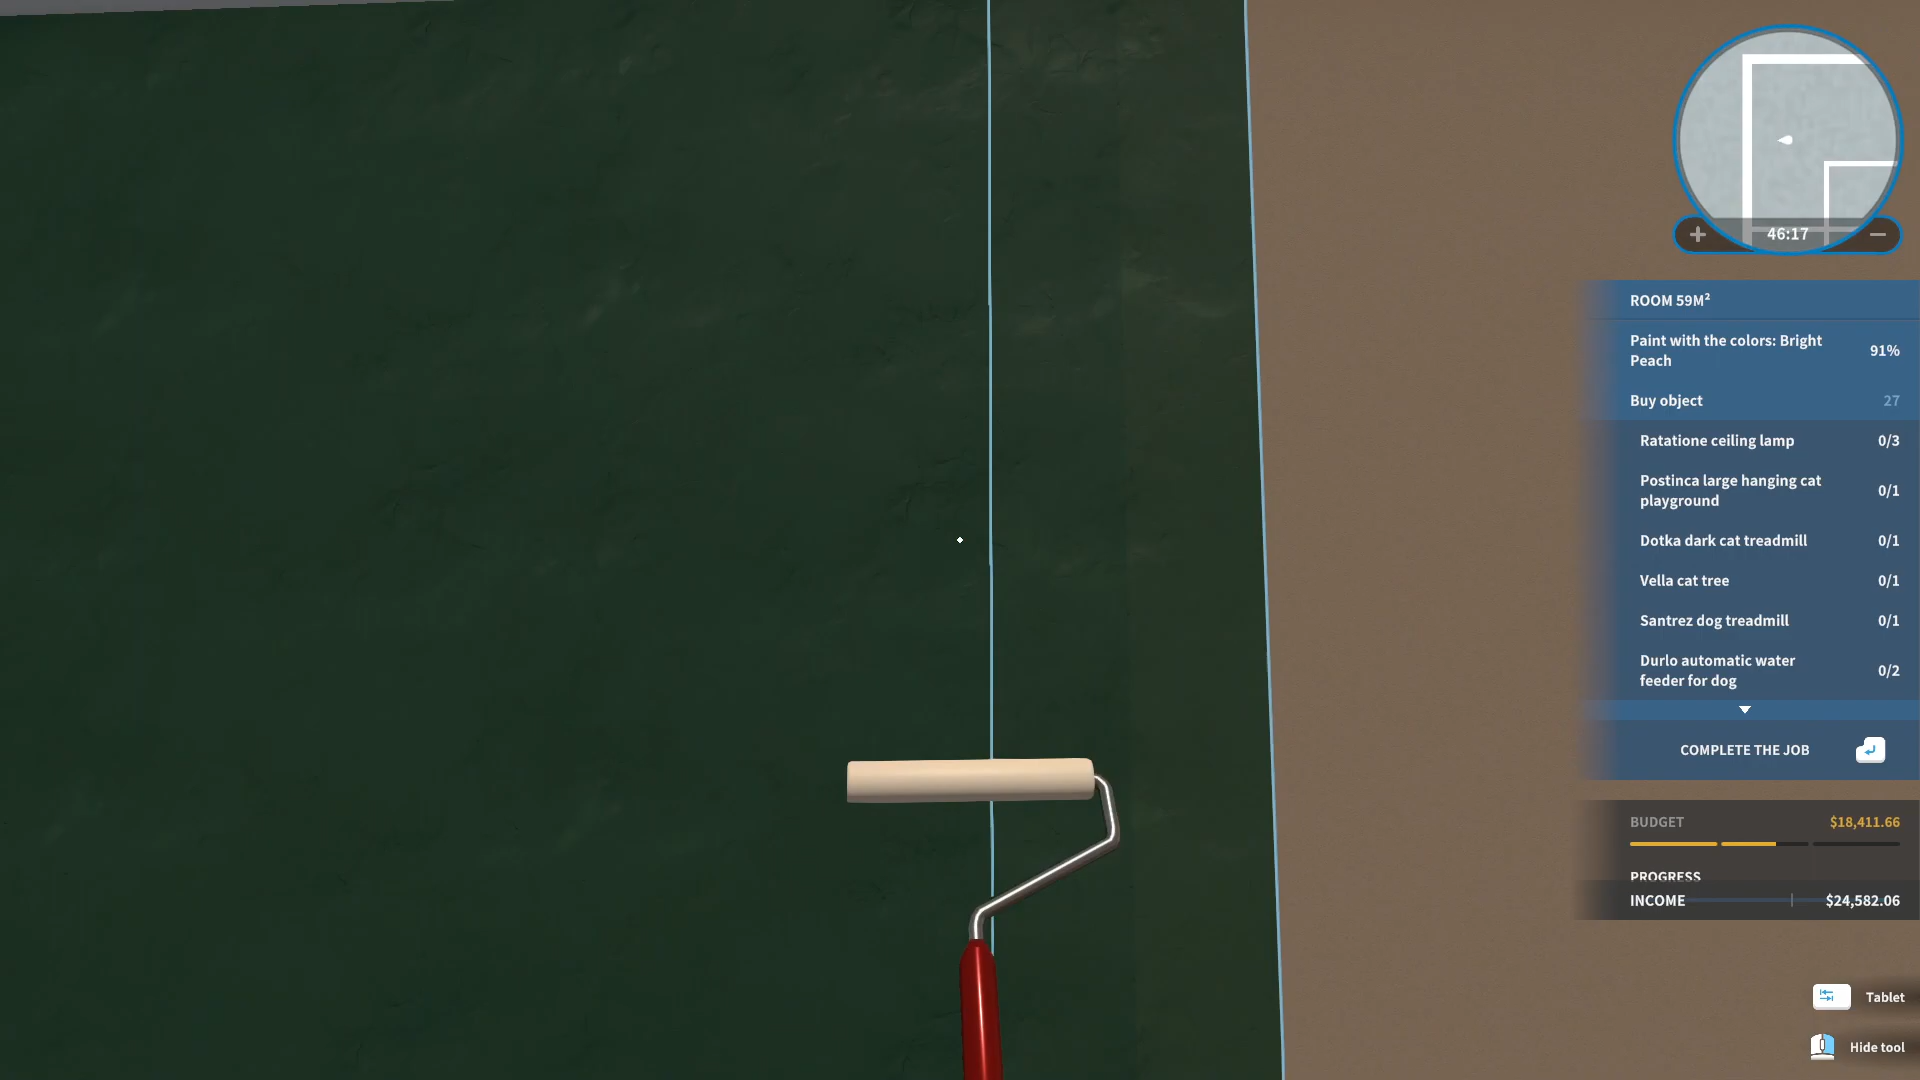 46:17
ROOM 59M²
Paint with the colors: Bright
Peach
91%
Buy object 27
Ratatione ceiling lamp 0/3
Postinca large hanging cat
playground
0/1
Dotka dark cat treadmill 0/1
Vella cat tree 0/1
Santrez dog treadmill 0/1
Durlo automatic water
feeder for dog
0/2
COMPLETE THE JOB
BUDGET $18,411.66
PROGRESS
INCOME $24,582.06
Tablet
Hide tool